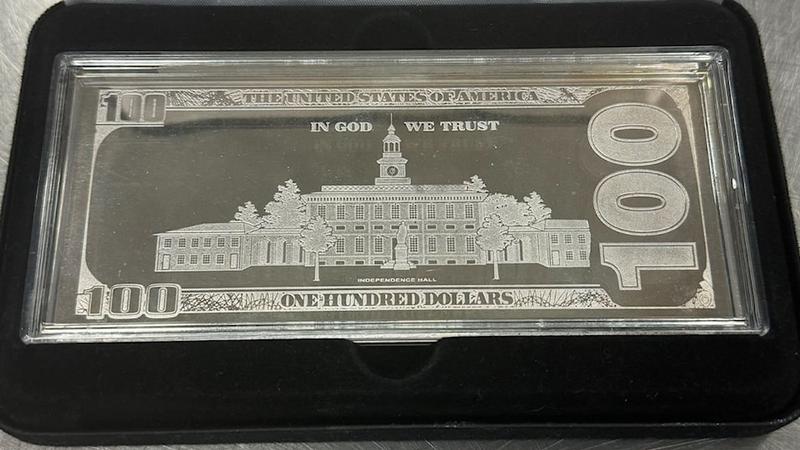 100
THE UNITED STATES OF AMERICA
IN GOD WE TRUST
100
INDEPENDENCE HALL
100
ONE HUNDRED DOLLARS